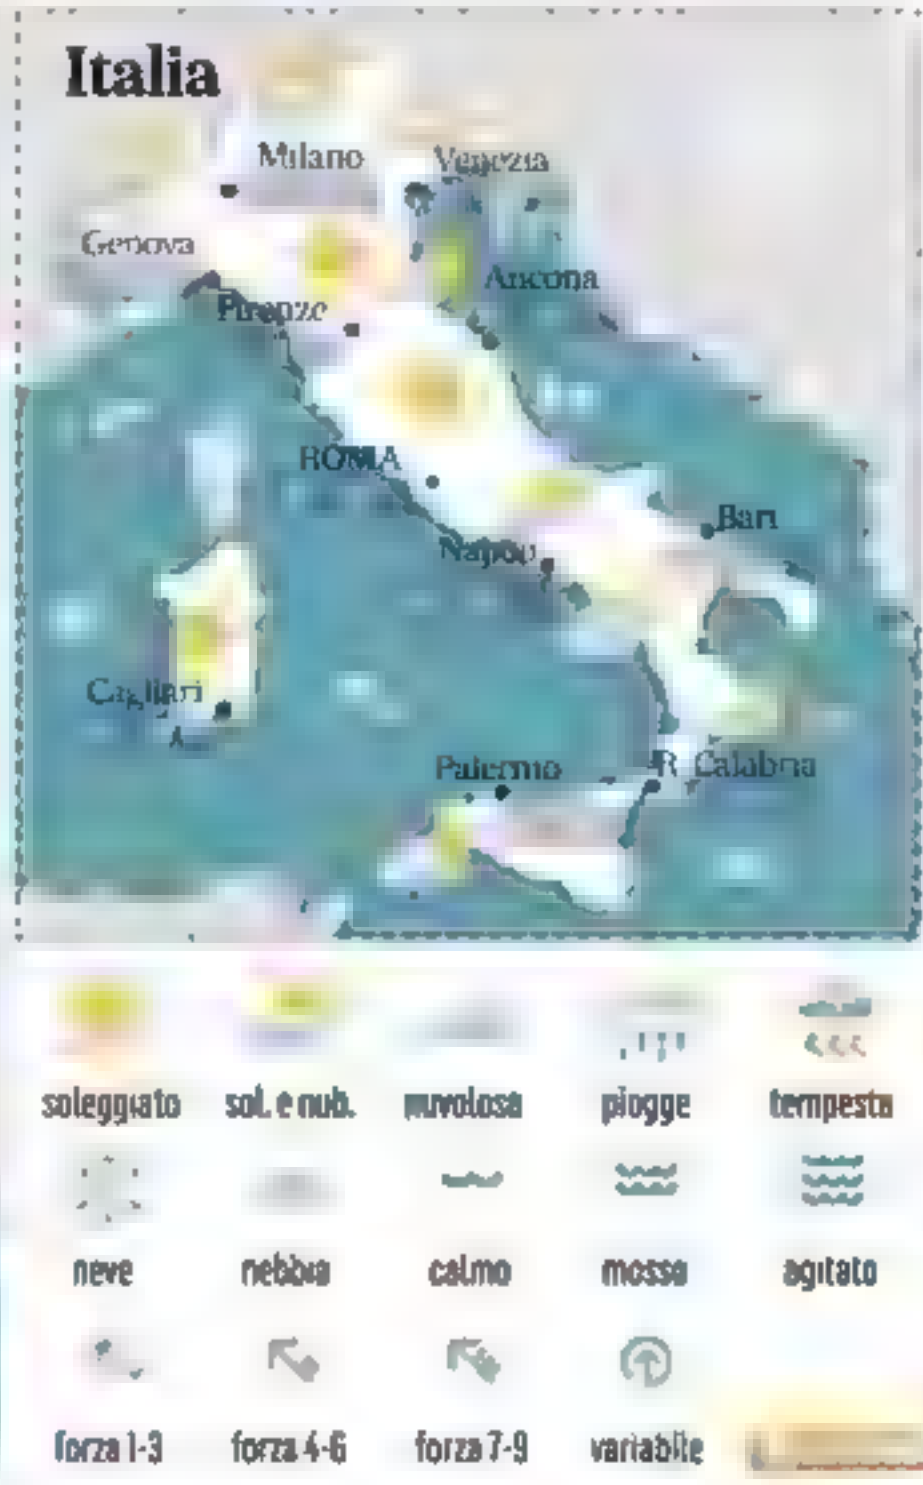 Italia
Milano
Venezia
Genova
Ancona
Firenze
ROMA
Bari
Napoli
Cagliari
Palermo
R. Calabria
soleggiato sol. e nub. nuvoloso piogge tempesta
neve nebbia calmo mosso agitato
forza 1-3 forza 4-6 forza 7-9 variabile